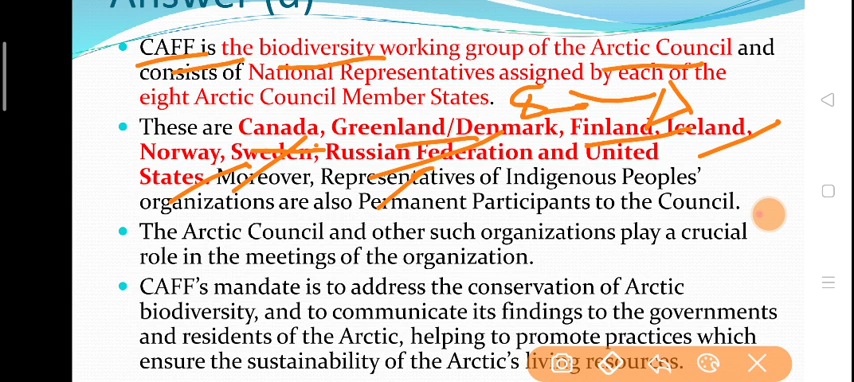 Answer (d)
CAFF is the biodiversity working group of the Arctic Council and
consists of National Representatives assigned by each of the
eight Arctic Council Member States.
These are Canada, Greenland/Denmark, Finland, Iceland,
Norway, Sweden, Russian Federation and United
States. Moreover, Representatives of Indigenous Peoples’
organizations are also Permanent Participants to the Council.
The Arctic Council and other such organizations play a crucial
role in the meetings of the organization.
CAFF’s mandate is to address the conservation of Arctic
biodiversity, and to communicate its findings to the governments
and residents of the Arctic, helping to promote practices which
ensure the sustainability of the Arctic’s living resources.